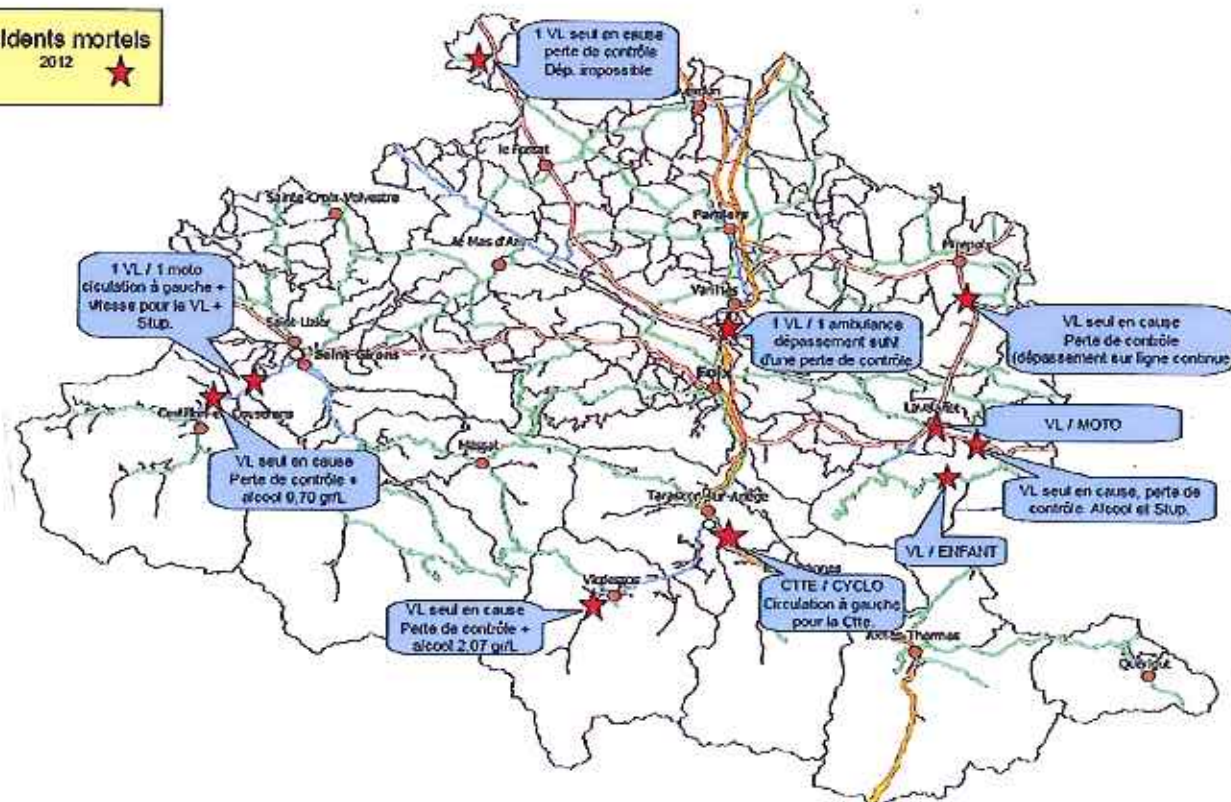 idents mortels
2012
1 VL seul en cause
perte de contrôle
Dép. impossible
le Fossat
Sainte-Croix-Volvestre
Pamiers
le Mas d'Azil
Mirepoix
1 VL / 1 moto
ciculation à gauche +
vitesse pour le VL +
Stup.
Varilhes
Saint-Lizier
Saint-Girons
1 VL / 1 ambulance
dépassement suivi
d'une perte de contrôle
VL seul en cause
Perte de contrôle
(dépassement sur ligne continue
Foix
Lavelanet
VL / MOTO
Massat
VL seul en cause
Perte de contrôle +
alcool 0,70 gr/L
VL seul en cause, perte de
contrôle. Alcool et Stup.
Tarascon-sur-Ariège
VL / ENFANT
Vicdessos
CTTE / CYCLO
Circulation à gauche
pour la Ctte.
VL seul en cause
Perte de contrôle +
alcool 2,07 gr/L
Ax-les-Thermes
Quérigut